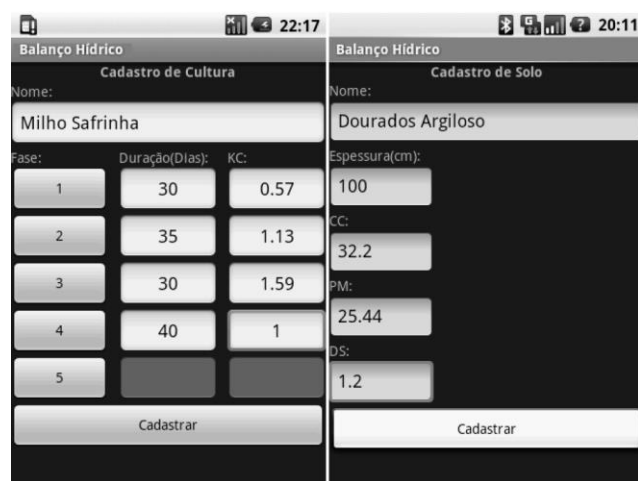 22:17
Balanço Hídrico
Cadastro de Cultura
Nome:
Milho Safrinha
Fase: Duração(Dias): KC:
1 30 0.57
2 35 1.13
3 30 1.59
4 40 1
5
Cadastrar
20:11
Balanço Hídrico
Cadastro de Solo
Nome:
Dourados Argiloso
Espessura(cm):
100
CC:
32.2
PM:
25.44
DS:
1.2
Cadastrar